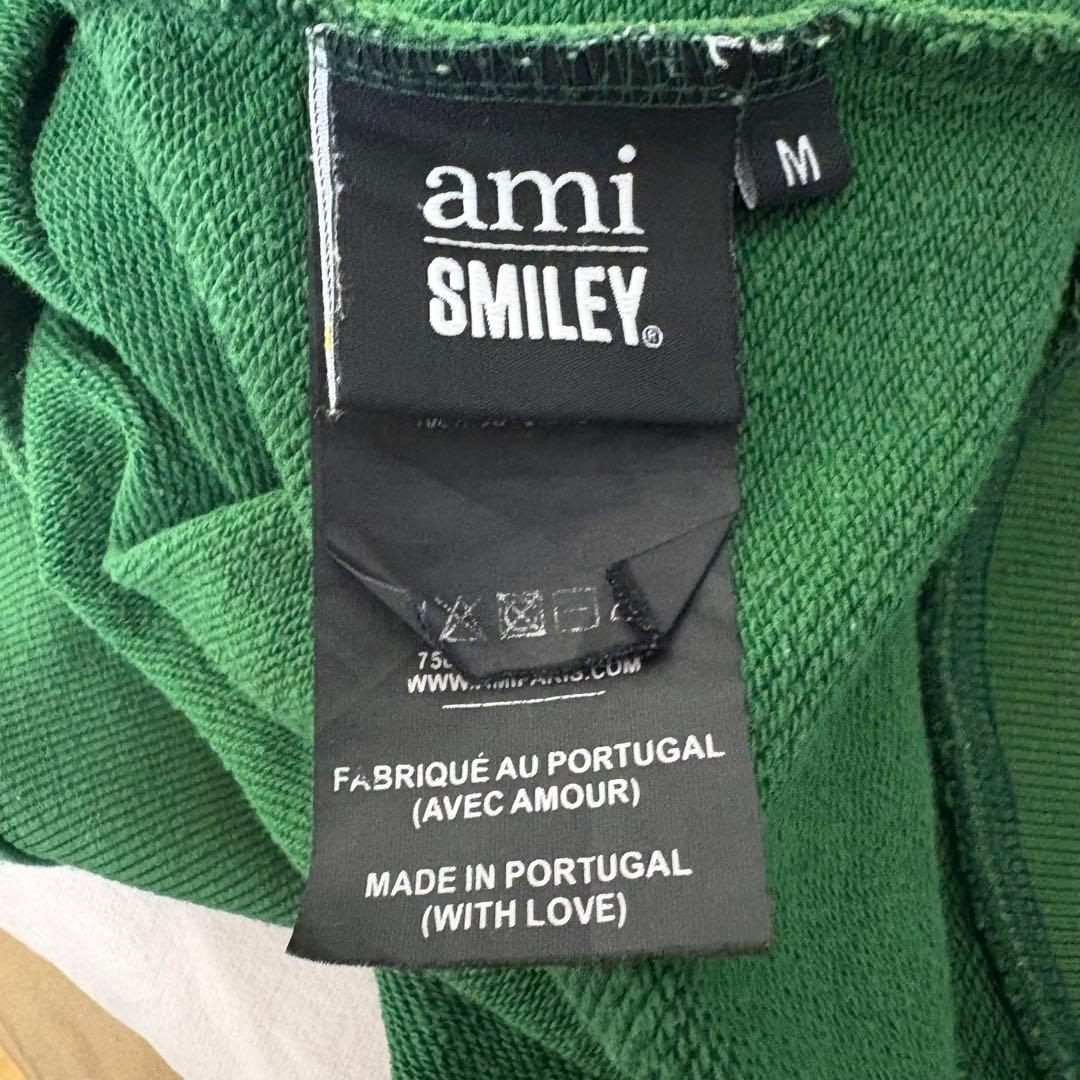 ami
SMILEY®
M
WWW.AMIPARIS.COM
FABRIQUÉ AU PORTUGAL
(AVEC AMOUR)
MADE IN PORTUGAL
(WITH LOVE)